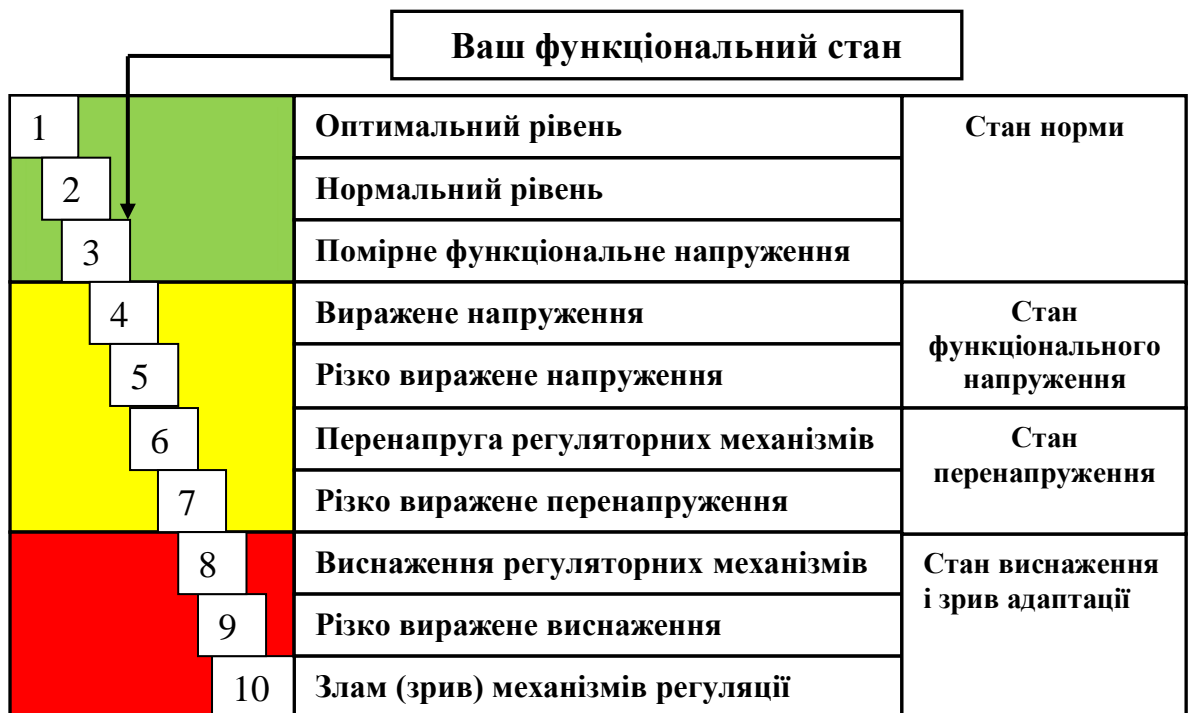 Ваш функціональний стан
1 Оптимальний рівень Стан норми
2 Нормальний рівень
3 Помірне функціональне напруження
4 Виражене напруження Стан
функціонального
напруження
5 Різко виражене напруження
6 Перенапруга регуляторних механізмів Стан
перенапруження
7 Різко виражене перенапруження
8 Виснаження регуляторних механізмів Стан виснаження
і зрив адаптації
9 Різко виражене виснаження
10 Злам (зрив) механізмів регуляції